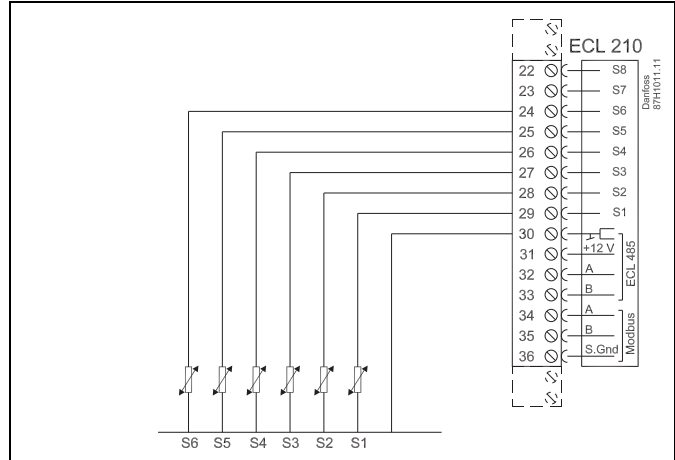 ECL 210
Danfoss
87H1011.11
22 S8
23 S7
24 S6
25 S5
26 S4
27 S3
28 S2
29 S1
30
31 +12 V
32 A
33 B
ECL 485
34 A
35 B
36 S.Gnd
Modbus
S6 S5 S4 S3 S2 S1